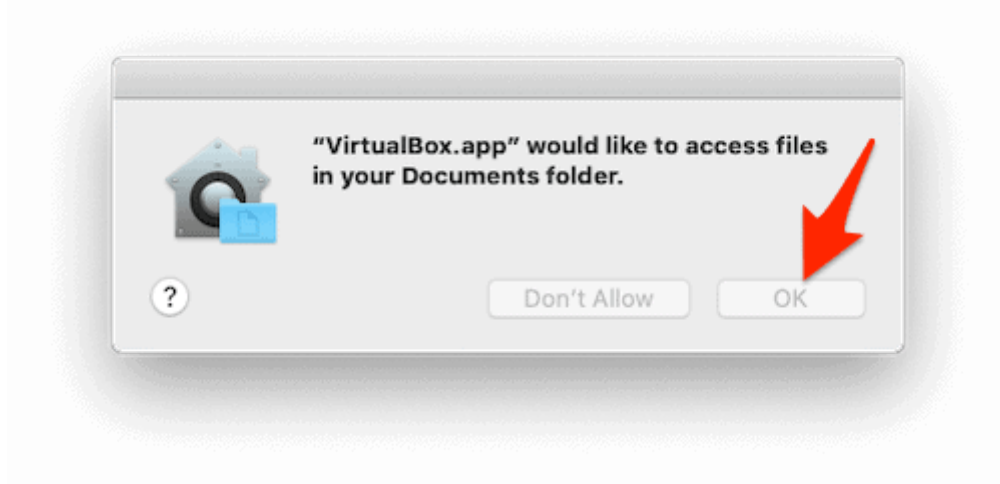 “VirtualBox.app” would like to access files
in your Documents folder.
?
Don’t Allow
OK